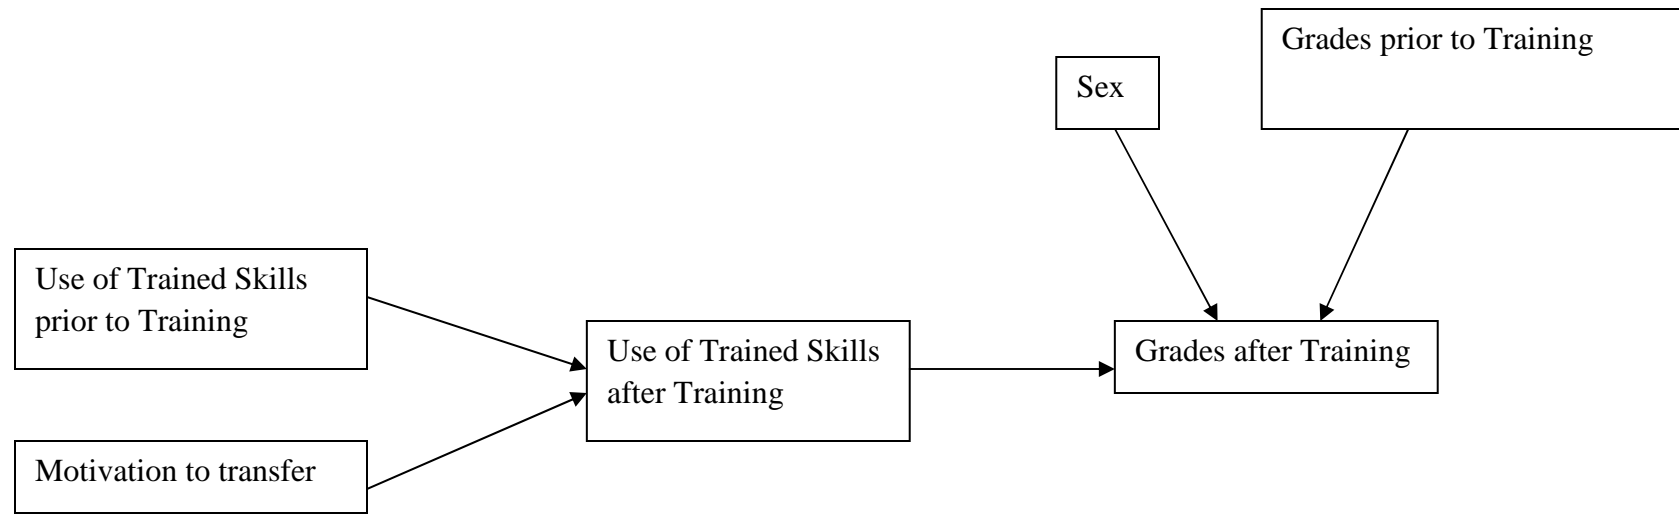 Grades prior to Training
Sex
Use of Trained Skills
prior to Training
Use of Trained Skills
after Training
Grades after Training
Motivation to transfer